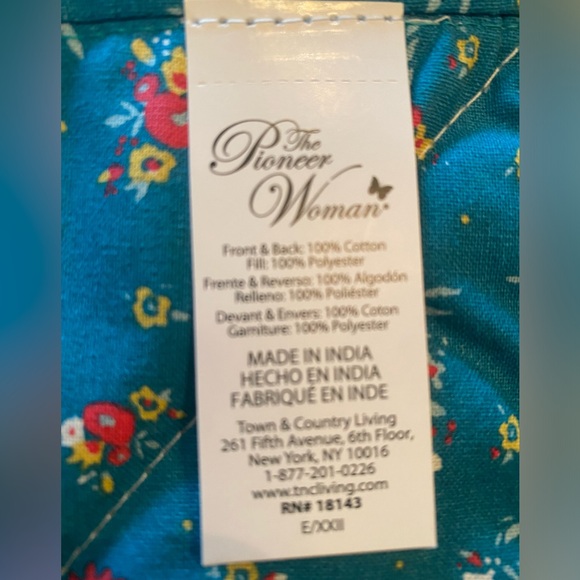 The
Pioneer
Woman®
Front & Back: 100% Cotton
Fill: 100% Polyester
Frente & Reverso: 100% Algodón
Relleno: 100% Poliéster
Devant & Envers: 100% Coton
Garniture: 100% Polyester
MADE IN INDIA
HECHO EN INDIA
FABRIQUÉ EN INDE
Town & Country Living
261 Fifth Avenue, 6th Floor,
New York, NY 10016
1-877-201-0226
www.tncliving.com
RN# 18143
E/XXII